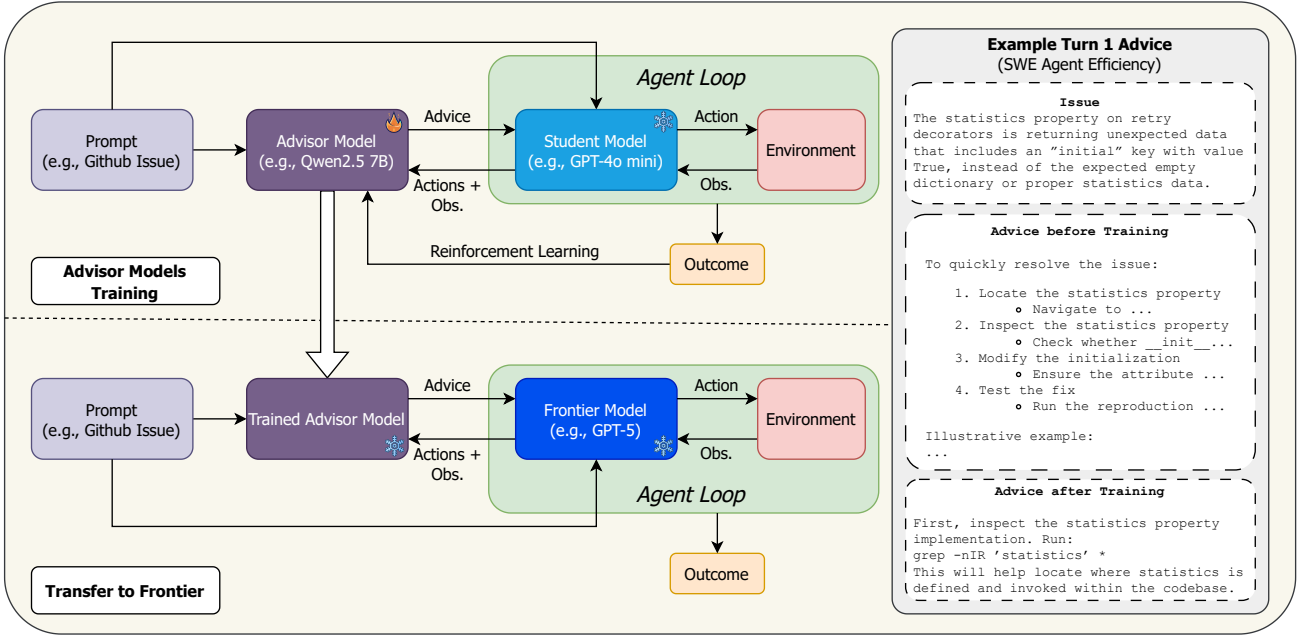 Agent Loop
Prompt
(e.g., Github Issue)
Advisor Model
(e.g., Qwen2.5 7B)
Advice
Actions +
Obs.
Student Model
(e.g., GPT-4o mini)
Action
Obs.
Environment
Reinforcement Learning
Outcome
Advisor Models
Training
Prompt
(e.g., Github Issue)
Trained Advisor Model
Advice
Actions +
Obs.
Frontier Model
(e.g., GPT-5)
Action
Obs.
Environment
Agent Loop
Outcome
Transfer to Frontier
Example Turn 1 Advice
(SWE Agent Efficiency)
Issue
The statistics property on retry
decorators is returning unexpected data
that includes an ”initial” key with value
True, instead of the expected empty
dictionary or proper statistics data.
Advice before Training
To quickly resolve the issue:
1. Locate the statistics property
Navigate to ...
2. Inspect the statistics property
Check whether __init__...
3. Modify the initialization
Ensure the attribute ...
4. Test the fix
Run the reproduction ...
Illustrative example:
...
Advice after Training
First, inspect the statistics property
implementation. Run:
grep -nIR ’statistics’ *
This will help locate where statistics is
defined and invoked within the codebase.